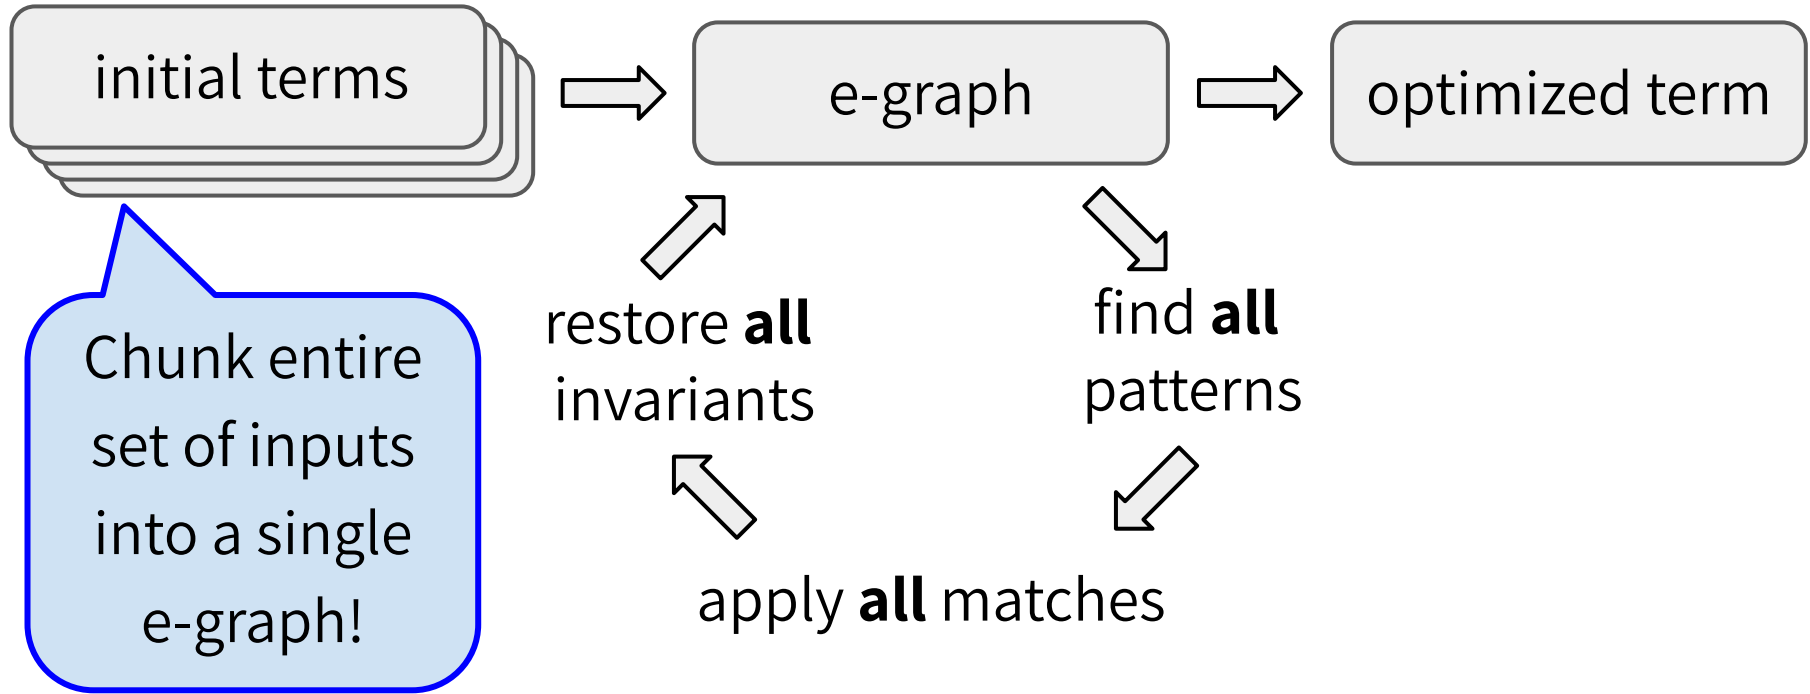 initial terms
e-graph
optimized term
Chunk entire
set of inputs
into a single
e-graph!
restore all
invariants
find all
patterns
apply all matches